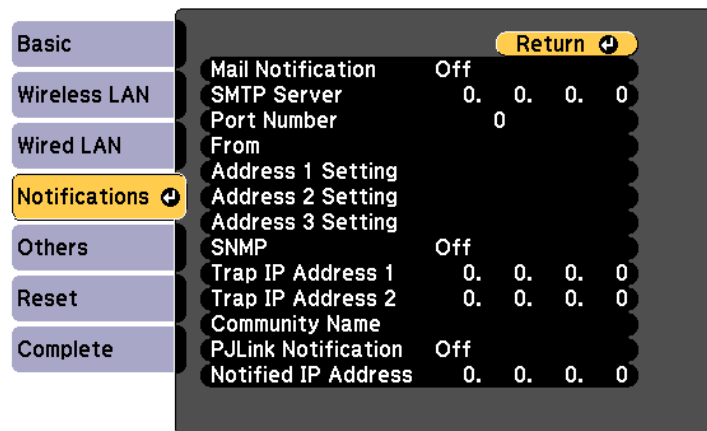 Basic
Wireless LAN
Wired LAN
Notifications
Others
Reset
Complete
Return
Mail Notification Off
SMTP Server 0. 0. 0. 0
Port Number 0
From
Address 1 Setting
Address 2 Setting
Address 3 Setting
SNMP Off
Trap IP Address 1 0. 0. 0. 0
Trap IP Address 2 0. 0. 0. 0
Community Name
PJLink Notification Off
Notified IP Address 0. 0. 0. 0